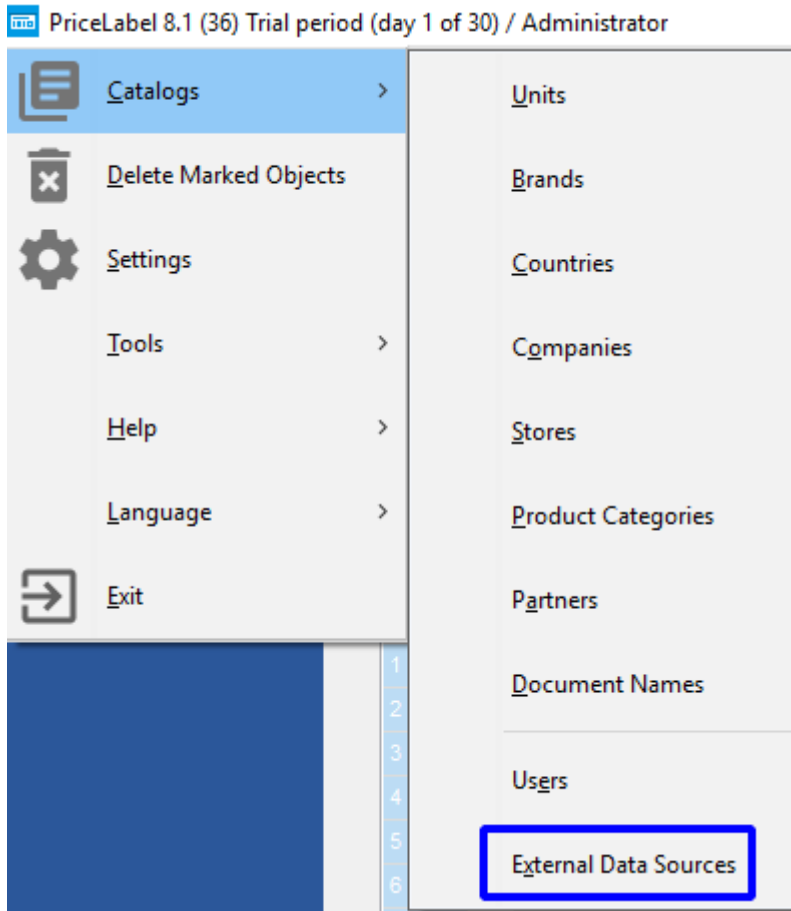 PriceLabel 8.1 (36) Trial period (day 1 of 30) / Administrator
Catalogs
Delete Marked Objects
Settings
Tools
Help
Language
Exit
Units
Brands
Countries
Companies
Stores
Product Categories
Partners
Document Names
Users
External Data Sources
1
2
3
4
5
6